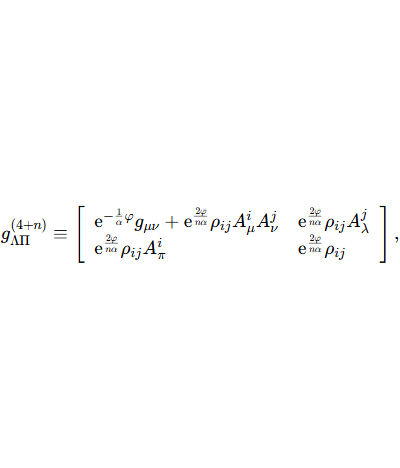 g_{ΛΠ}^{(4+n)} ≡ [ e^{-\frac{1}{α}φ} g_{μν} + e^{\frac{2φ}{nα}} ρ_{ij} A^i_μ A^j_ν   e^{\frac{2φ}{nα}} ρ_{ij} A^j_λ
e^{\frac{2φ}{nα}} ρ_{ij} A^i_π   e^{\frac{2φ}{nα}} ρ_{ij} ] ,